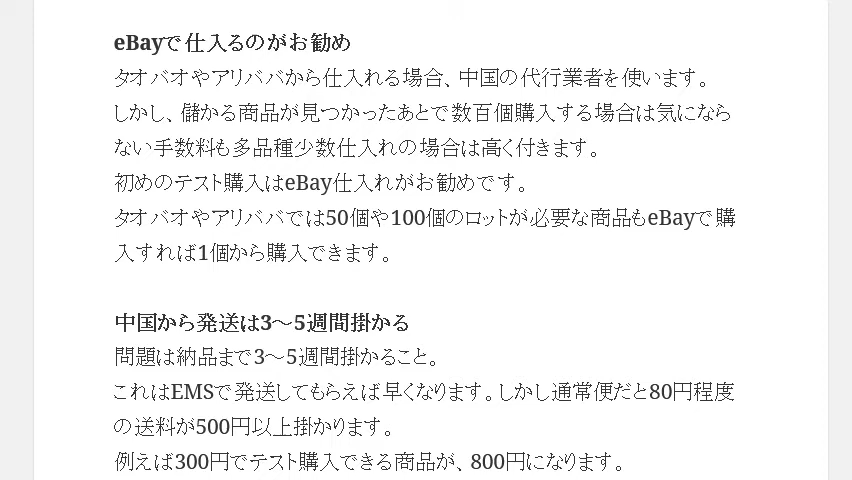 eBayで仕入るのがお勧め
タオバオやアリババから仕入れる場合、中国の代行業者を使います。
しかし、儲かる商品が見つかったあとで数百個購入する場合は気になら
ない手数料も多品種少数仕入れの場合は高く付きます。
初めのテスト購入はeBay仕入れがお勧めです。
タオバオやアリババでは50個や100個のロットが必要な商品もeBayで購
入すれば1個から購入できます。
中国から発送は3〜5週間掛かる
問題は納品まで3〜5週間掛かること。
これはEMSで発送してもらえば早くなります。しかし通常便だと80円程度
の送料が500円以上掛かります。
例えば300円でテスト購入できる商品が、800円になります。